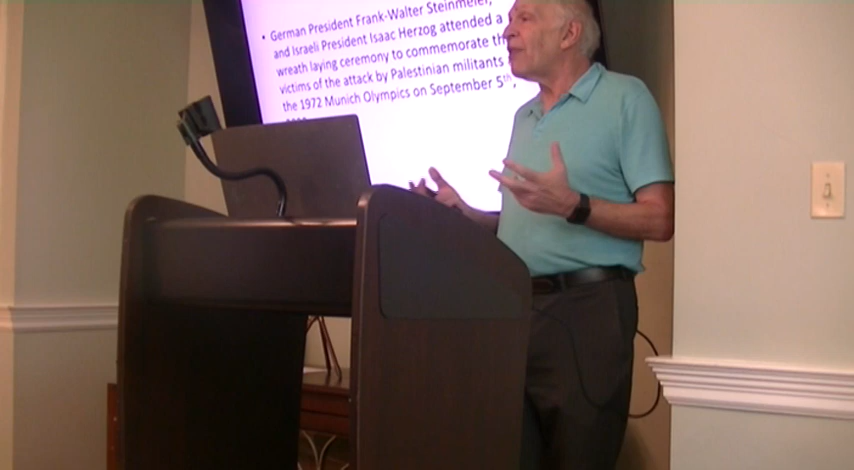 • German President Frank-Walter Steinmeier,
and Israeli President Isaac Herzog attended a
wreath laying ceremony to commemorate th
victims of the attack by Palestinian militants
the 1972 Munich Olympics on September 5th,